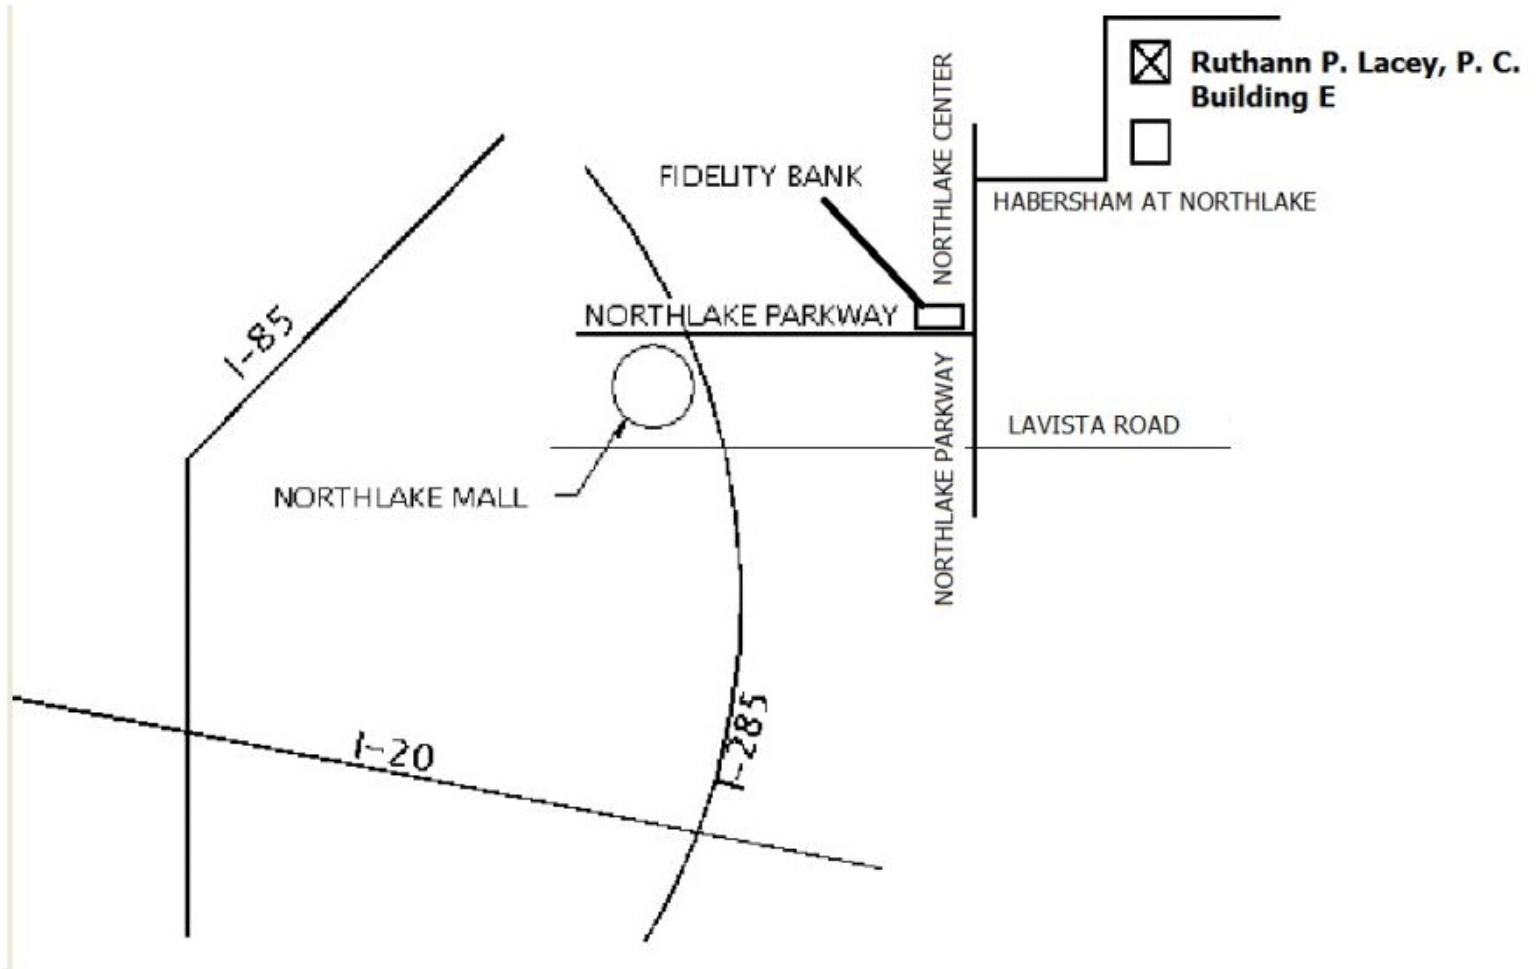 Ruthann P. Lacey, P. C.
Building E
NORTHLAKE CENTER
FIDELITY BANK
HABERSHAM AT NORTHLAKE
I-85
NORTHLAKE PARKWAY
NORTHLAKE PARKWAY
LAVISTA ROAD
NORTHLAKE MALL
I-20
I-285